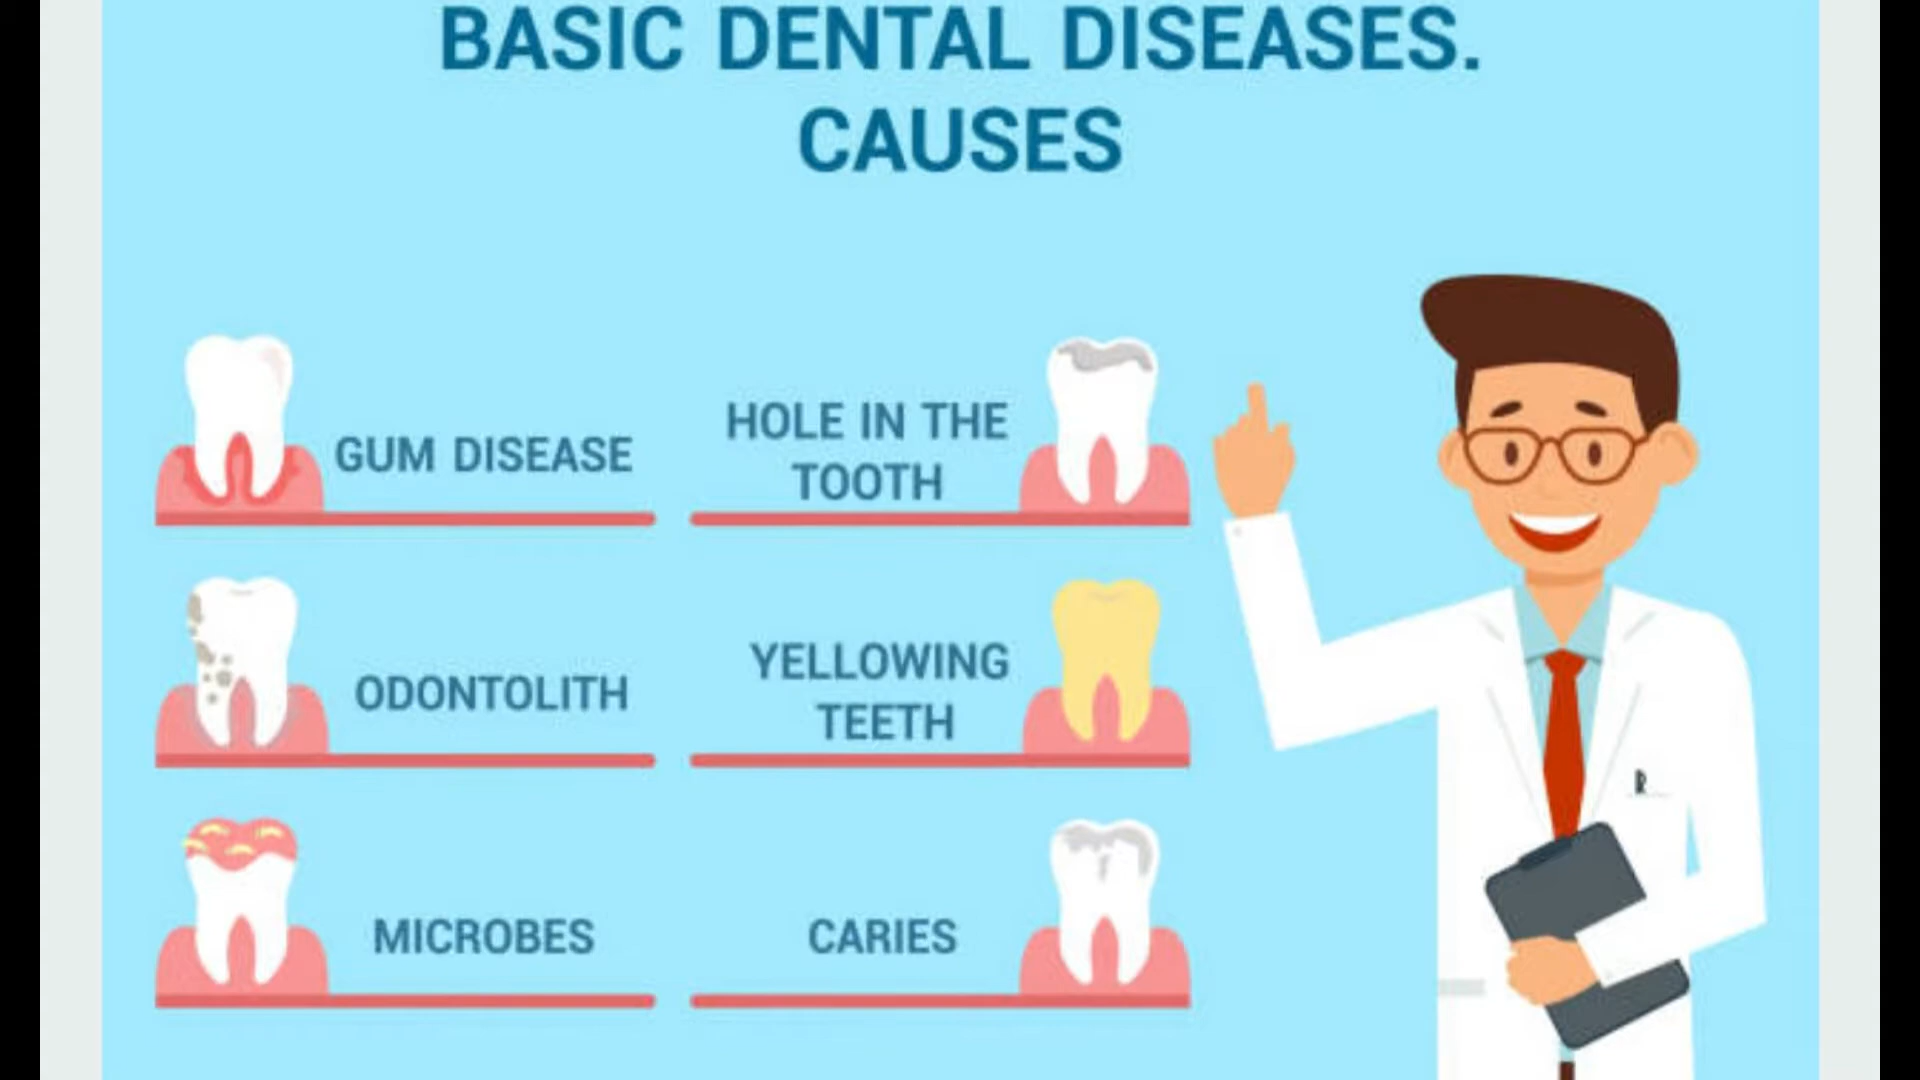 BASIC DENTAL DISEASES.
CAUSES
GUM DISEASE
HOLE IN THE
TOOTH
ODONTOLITH
YELLOWING
TEETH
MICROBES
CARIES